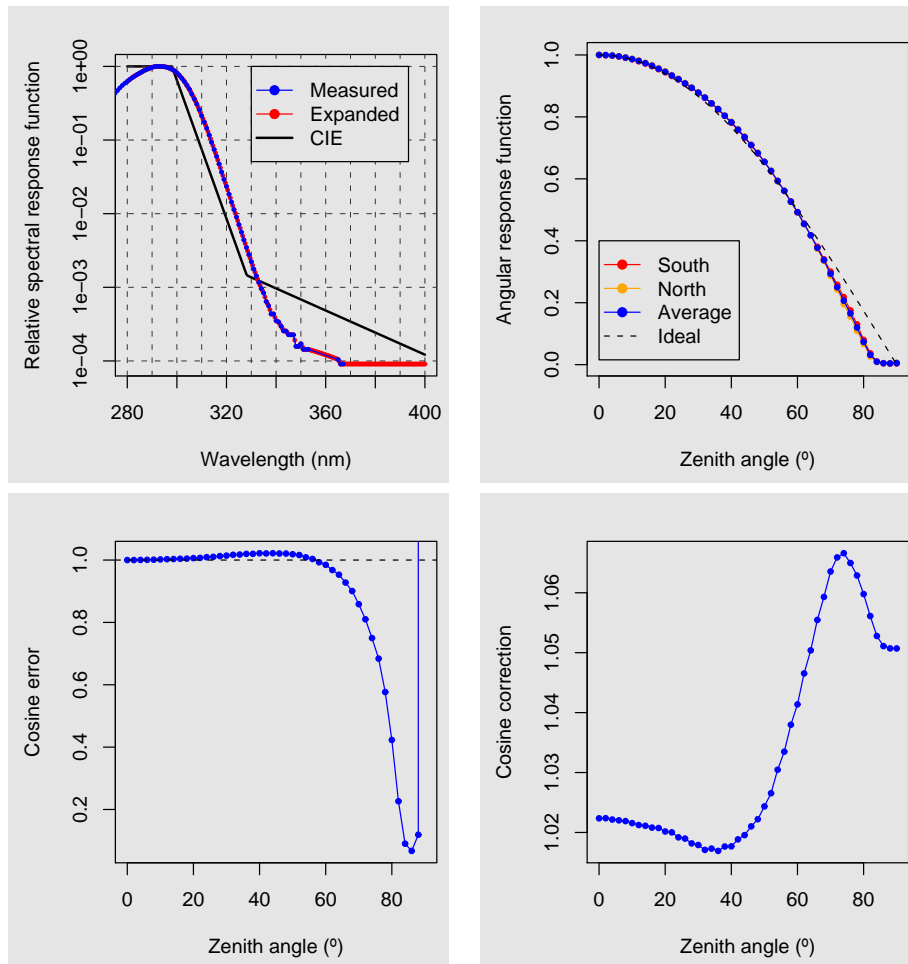 Relative spectral response function
1e+00
1e-01
1e-02
1e-03
1e-04
Measured
Expanded
CIE
280
320
360
400
Wavelength (nm)
Angular response function
1.0
0.8
0.6
0.4
0.2
0.0
South
North
Average
Ideal
0
20
40
60
80
Zenith angle (º)
Cosine error
1.0
0.8
0.6
0.4
0.2
0
20
40
60
80
Zenith angle (º)
Cosine correction
1.06
1.05
1.04
1.03
1.02
0
20
40
60
80
Zenith angle (º)